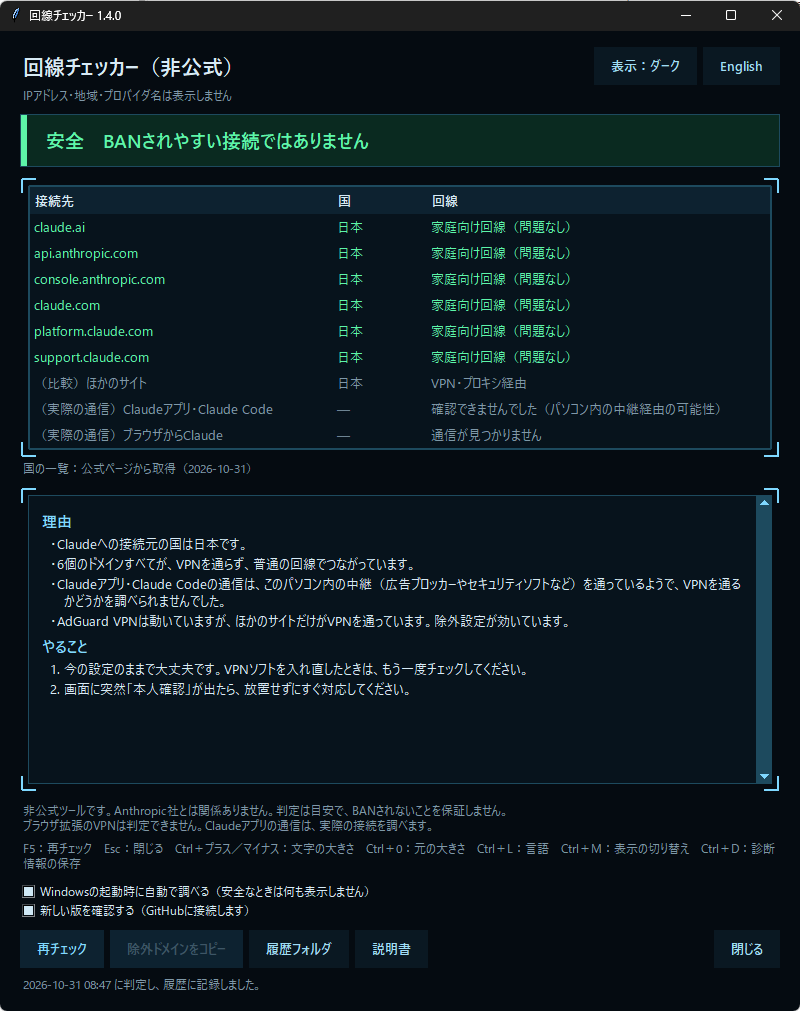 回線チェッカー 1.4.0
回線チェッカー（非公式）
表示：ダーク
English
IPアドレス・地域・プロバイダ名は表示しません
安全　BANされやすい接続ではありません
接続先　国　回線
claude.ai　日本　家庭向け回線（問題なし）
api.anthropic.com　日本　家庭向け回線（問題なし）
console.anthropic.com　日本　家庭向け回線（問題なし）
claude.com　日本　家庭向け回線（問題なし）
platform.claude.com　日本　家庭向け回線（問題なし）
support.claude.com　日本　家庭向け回線（問題なし）
（比較）ほかのサイト　日本　VPN・プロキシ経由
（実際の通信）Claudeアプリ・Claude Code　—　確認できませんでした（パソコン内の中継経由の可能性）
（実際の通信）ブラウザからClaude　—　通信が見つかりません
国の一覧：公式ページから取得（2026-10-31）
理由
・Claudeへの接続元の国は日本です。
・6個のドメインすべてが、VPNを通らず、普通の回線でつながっています。
・Claudeアプリ・Claude Codeの通信は、このパソコン内の中継（広告ブロッカーやセキュリティソフトなど）を通っているようで、VPNを通る
かどうかを調べられませんでした。
・AdGuard VPNは動いていますが、ほかのサイトだけがVPNを通っています。除外設定が効いています。
やること
1. 今の設定のままで大丈夫です。VPNソフトを入れ直したときは、もう一度チェックしてください。
2. 画面に突然「本人確認」が出たら、放置せずにすぐ対応してください。
非公式ツールです。Anthropic社とは関係ありません。判定は目安で、BANされないことを保証しません。
ブラウザ拡張のVPNは判定できません。Claudeアプリの通信は、実際の接続を調べます。
F5：再チェック　Esc：閉じる　Ctrl＋プラス／マイナス：文字の大きさ　Ctrl＋0：元の大きさ　Ctrl＋L：言語　Ctrl＋M：表示の切り替え　Ctrl＋D：診断
情報の保存
Windowsの起動時に自動で調べる（安全なときは何も表示しません）
新しい版を確認する（GitHubに接続します）
再チェック
除外ドメインをコピー
履歴フォルダ
説明書
閉じる
2026-10-31 08:47 に判定し、履歴に記録しました。